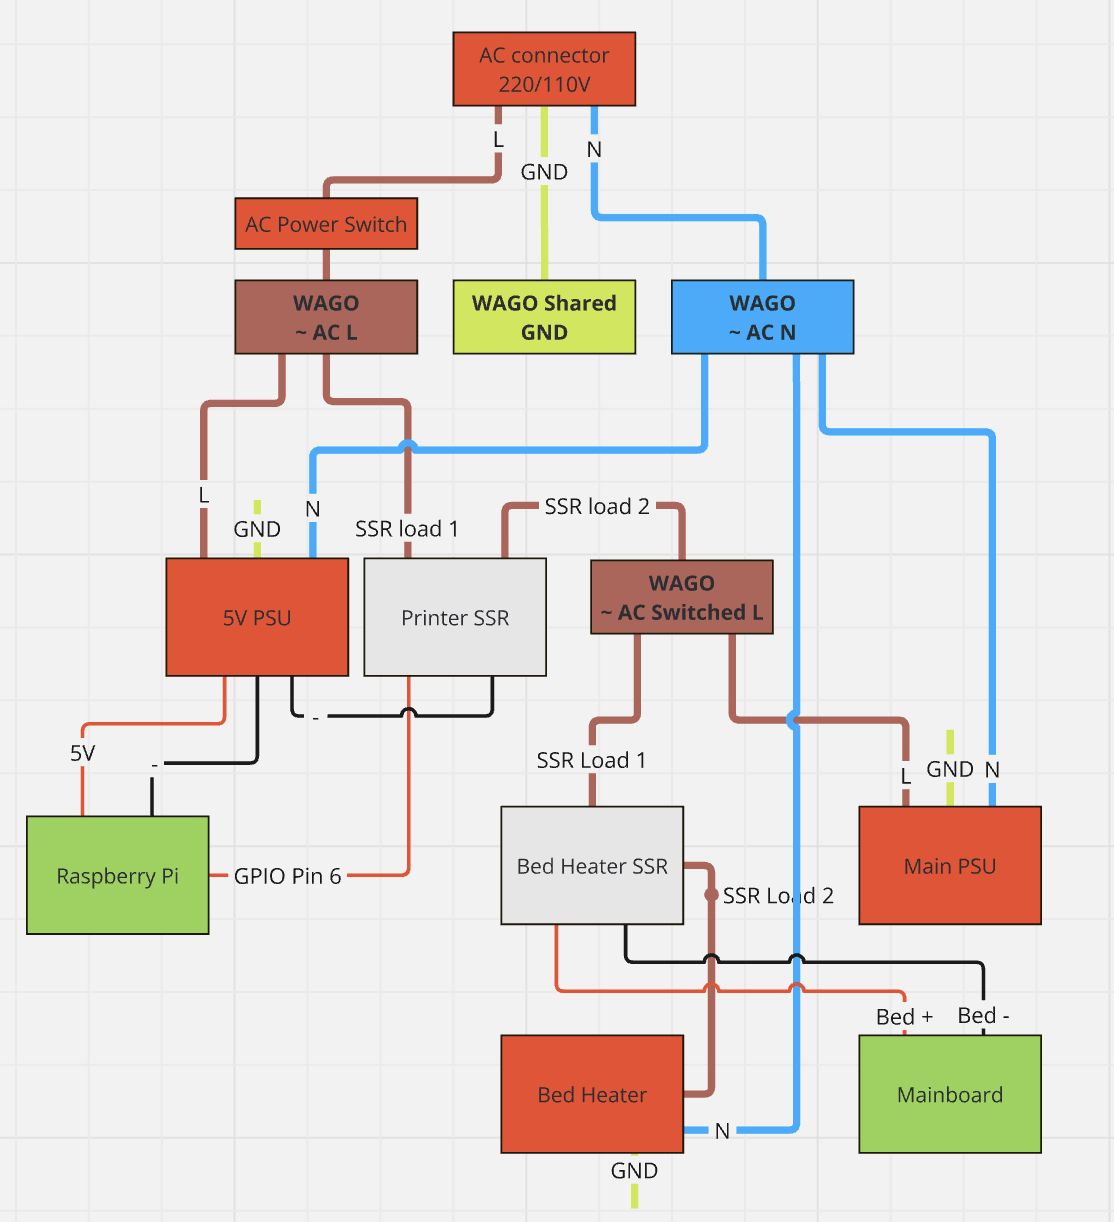 AC connector
220/110V
L
GND
N
AC Power Switch
WAGO
~ AC L
WAGO Shared
GND
WAGO
~ AC N
L
GND
N
SSR load 1
SSR load 2
5V PSU
Printer SSR
WAGO
~ AC Switched L
-
5V
-
SSR Load 1
L
GND
N
Raspberry Pi
GPIO Pin 6
Bed Heater SSR
SSR Load 2
Main PSU
Bed +
Bed -
Bed Heater
N
Mainboard
GND